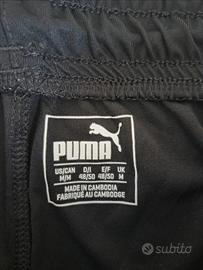 PUMA
US/CAN D/I E/F UK
M/M 48/50 48/50 M
MADE IN CAMBODIA
FABRIQUÉ AU CAMBODGE
subito